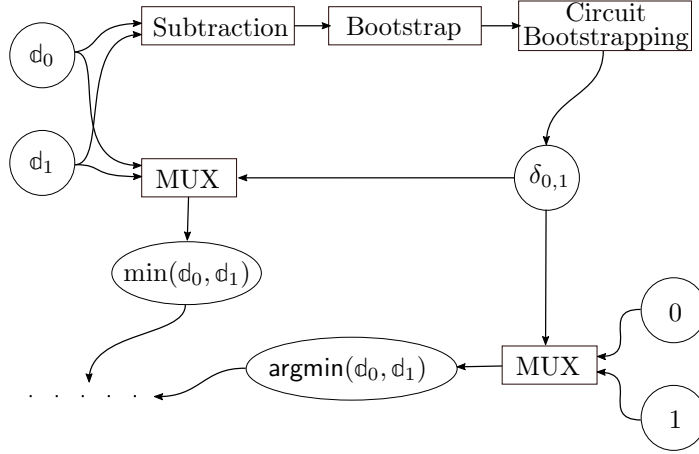 Subtraction
Bootstrap
Circuit
Bootstrapping
𝕕₀
𝕕₁
MUX
δ₀,₁
min(𝕕₀, 𝕕₁)
0
MUX
argmin(𝕕₀, 𝕕₁)
. . . . .
1